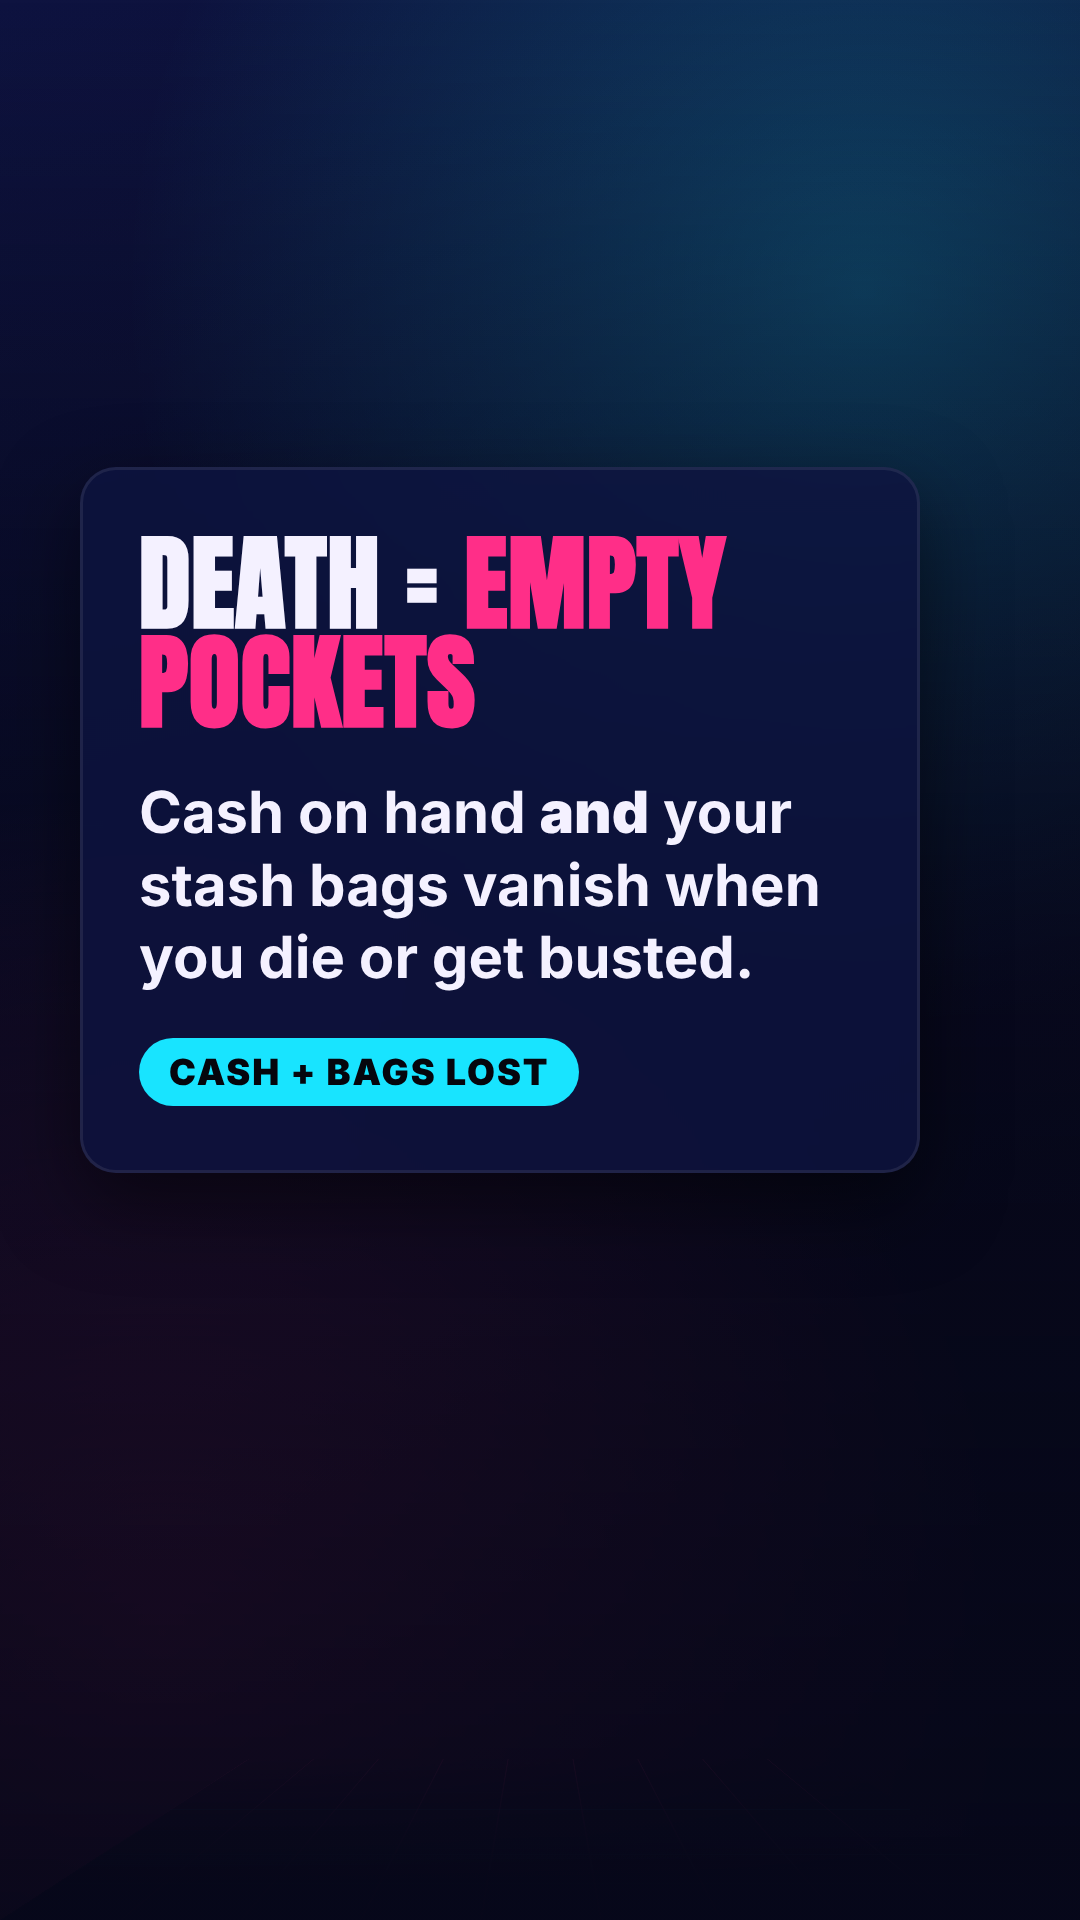 DEATH = EMPTY
POCKETS
Cash on hand and your
stash bags vanish when
you die or get busted.
CASH + BAGS LOST